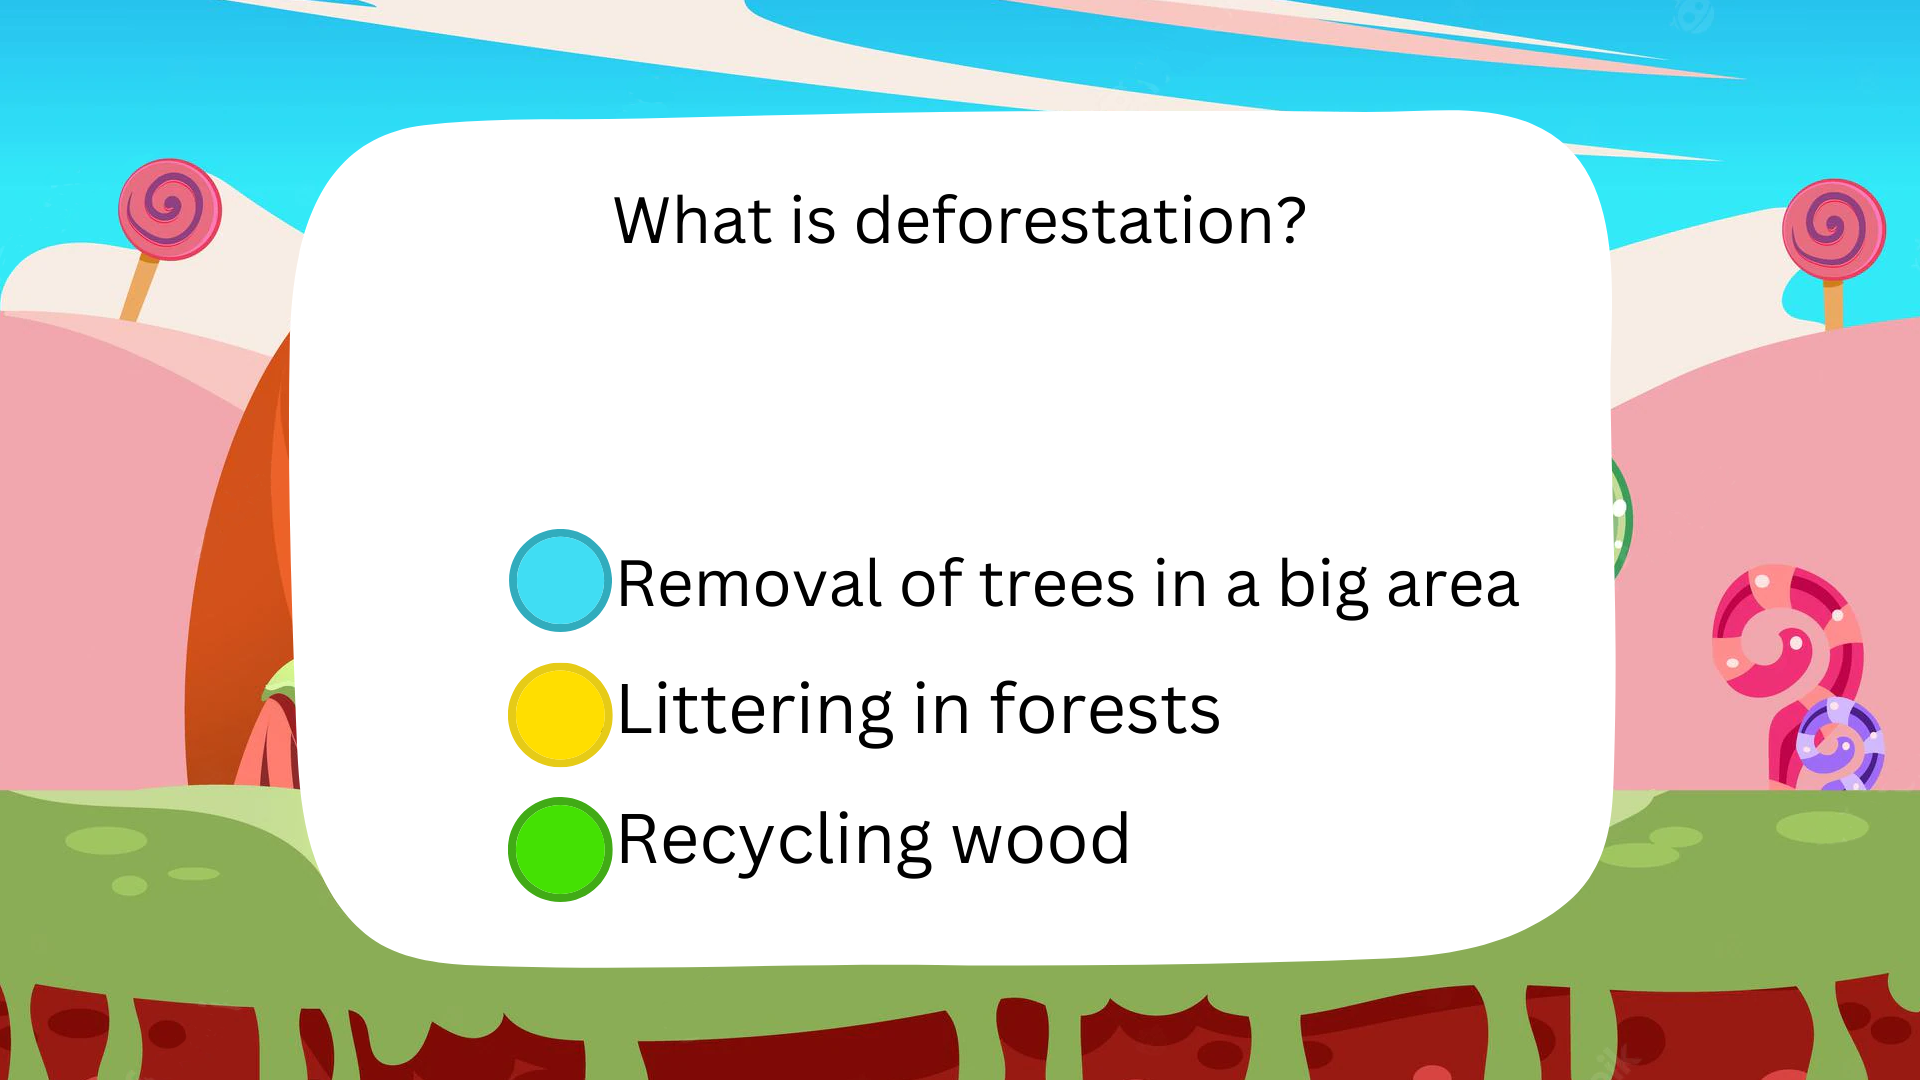 What is deforestation?
Removal of trees in a big area
Littering in forests
Recycling wood